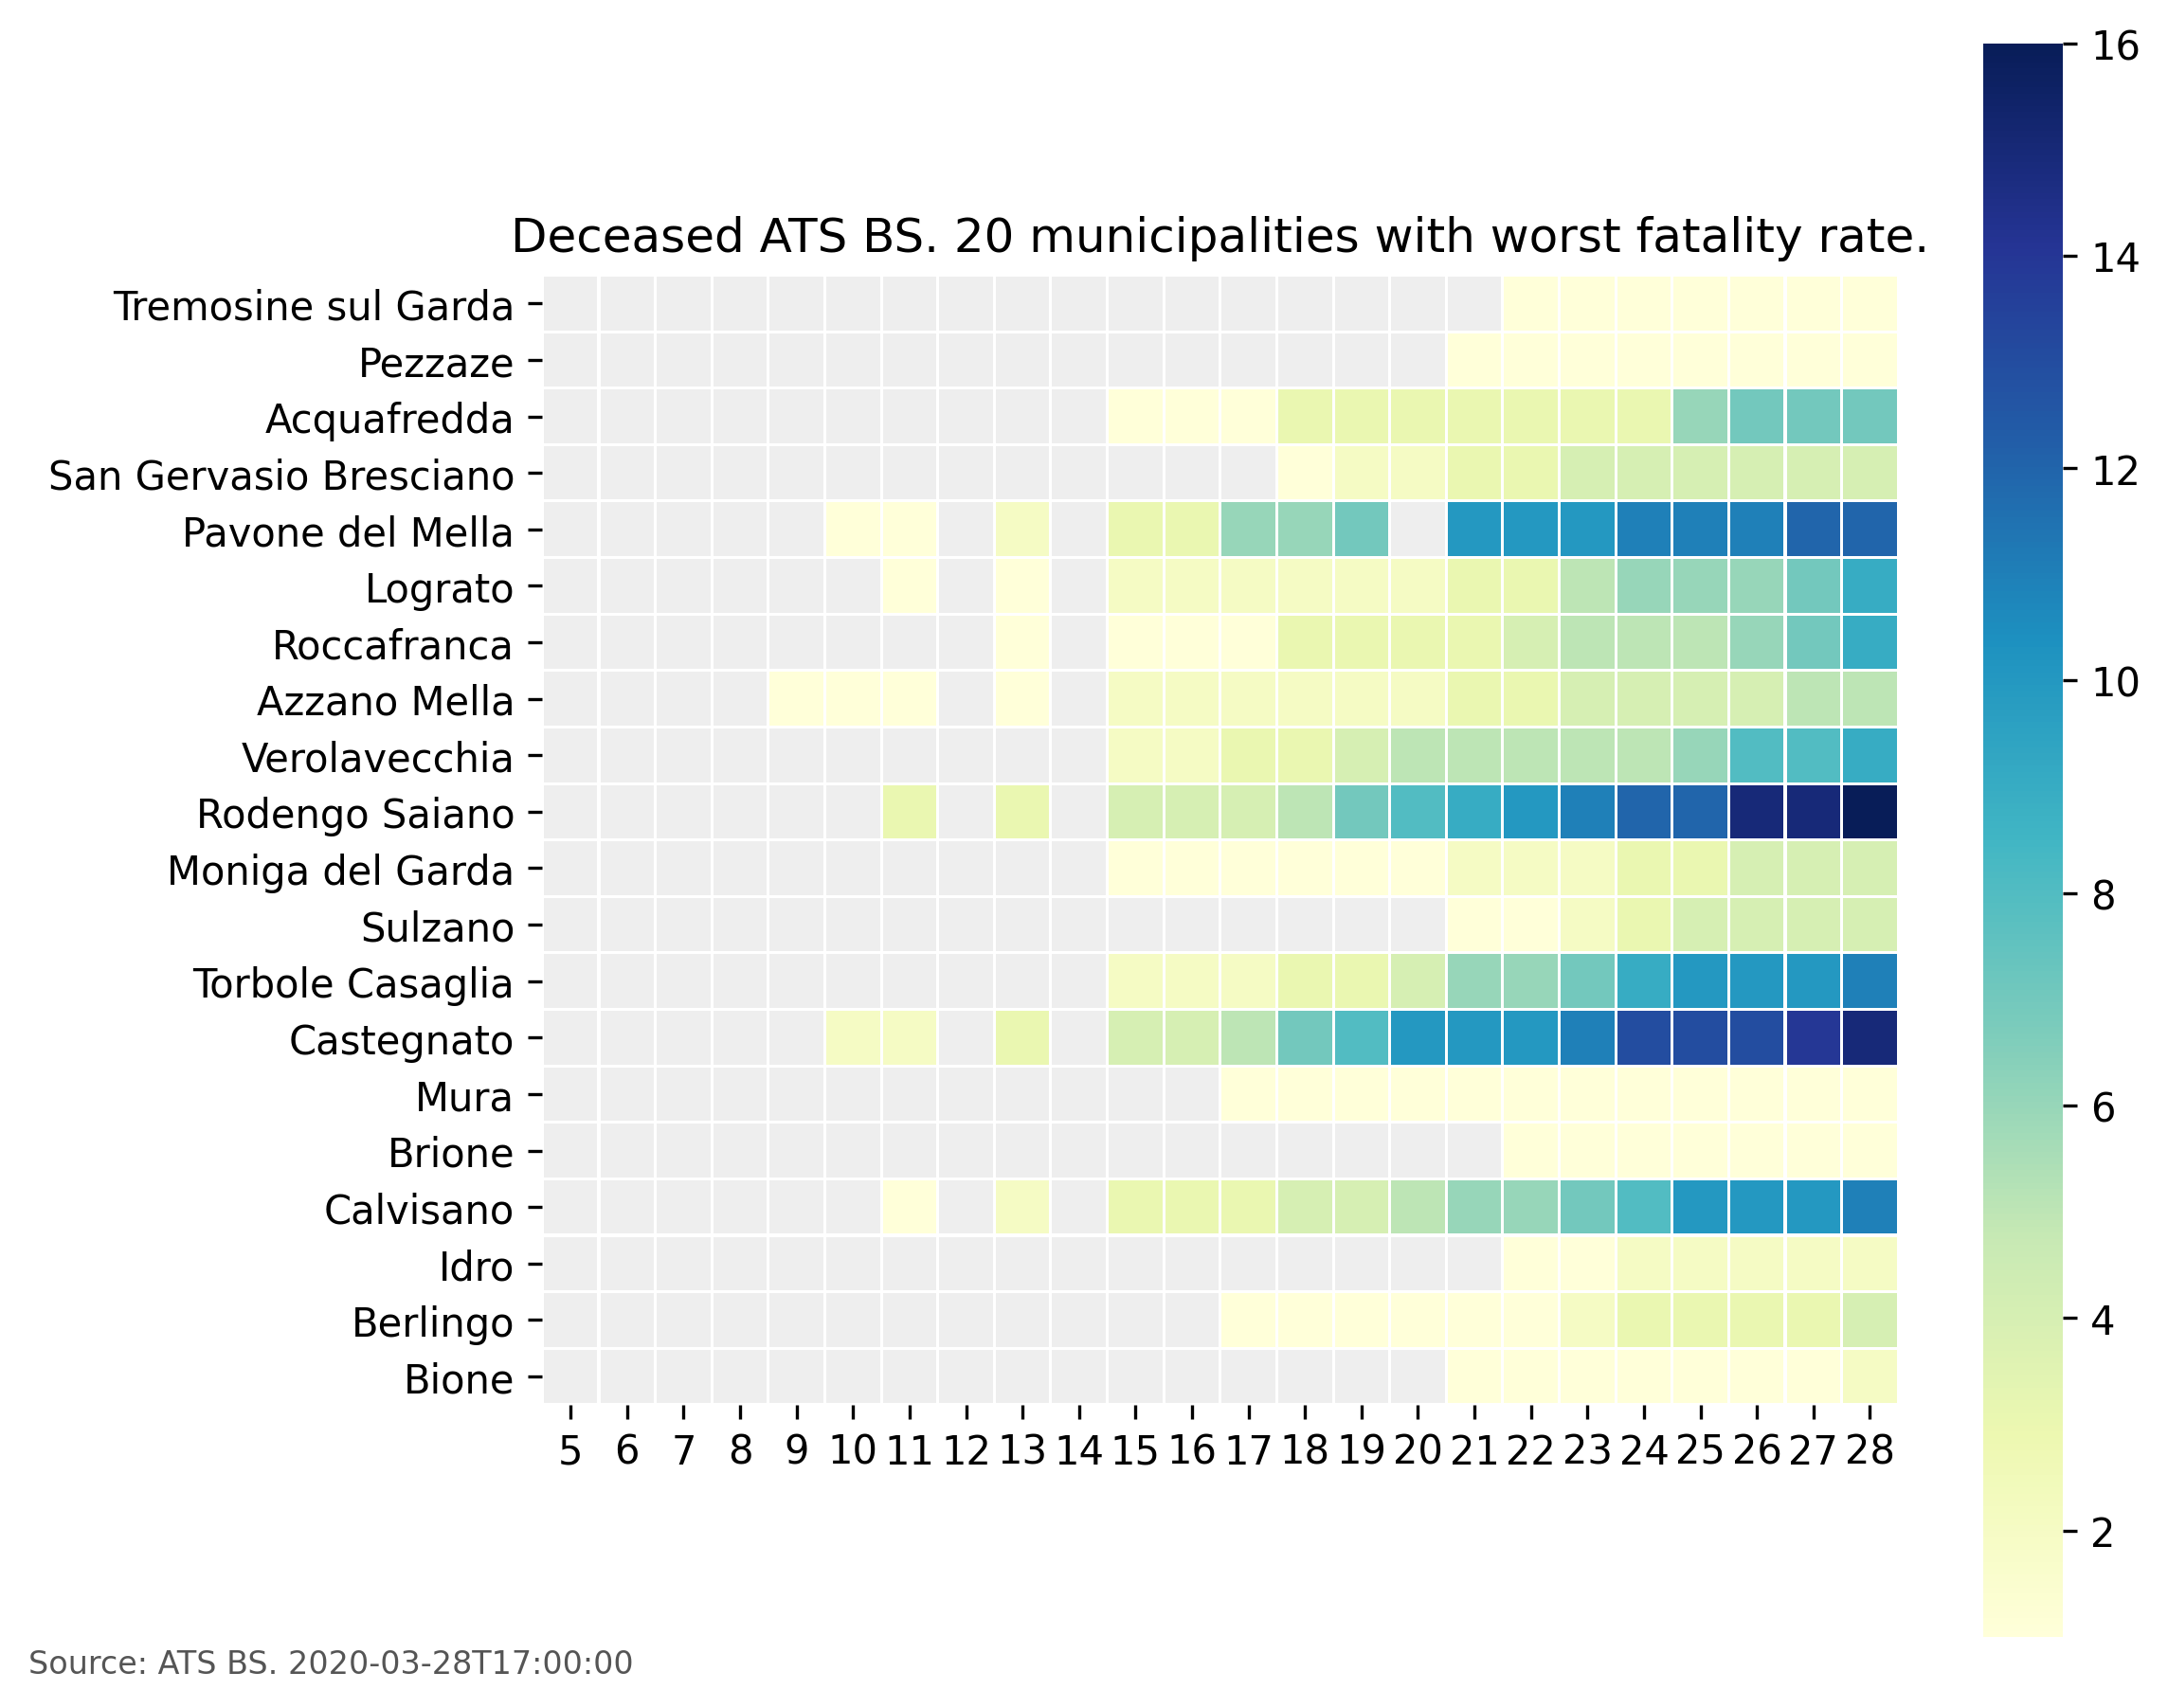 Deceased ATS BS. 20 municipalities with worst fatality rate.
Tremosine sul Garda
Pezzaze
Acquafredda
San Gervasio Bresciano
Pavone del Mella
Lograto
Roccafranca
Azzano Mella
Verolavecchia
Rodengo Saiano
Moniga del Garda
Sulzano
Torbole Casaglia
Castegnato
Mura
Brione
Calvisano
Idro
Berlingo
Bione
5 6 7 8 9 10 11 12 13 14 15 16 17 18 19 20 21 22 23 24 25 26 27 28
16
14
12
10
8
6
4
2
Source: ATS BS. 2020-03-28T17:00:00